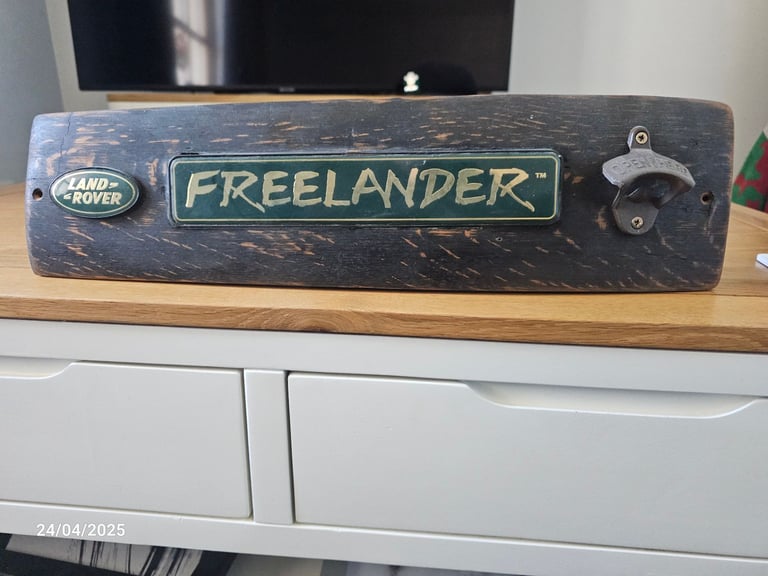 LAND-
-ROVER
FREELANDER™
24/04/2025